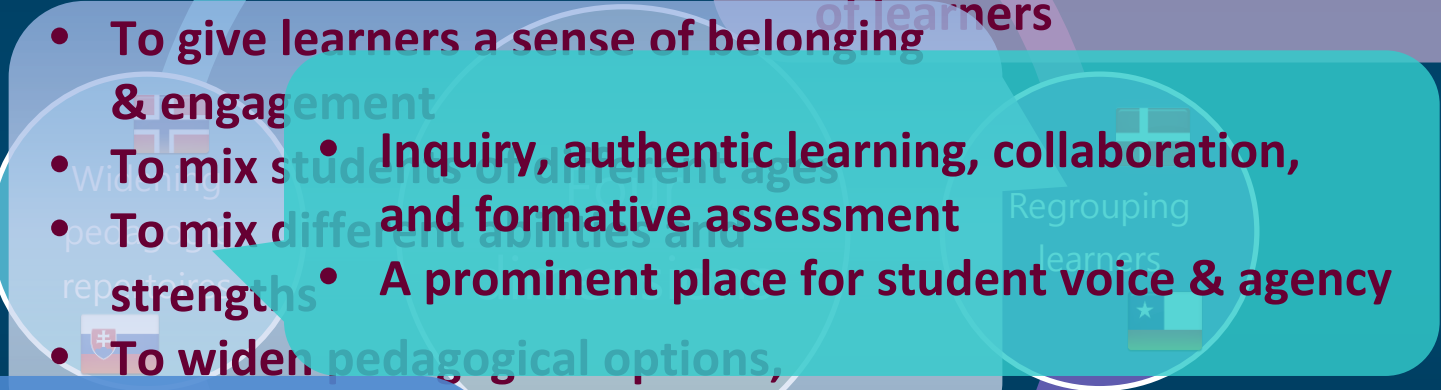 of learners
To give learners a sense of belonging
& engagement
To mix students of different ages
To mix different abilities and
strengths
To widen pedagogical options,
Inquiry, authentic learning, collaboration,
and formative assessment
A prominent place for student voice & agency
Widening
repertoires
Regrouping
learners